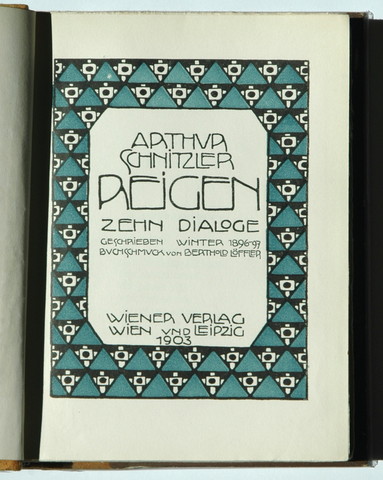 ARTHUR
SCHNITZLER
REIGEN
ZEHN DIALOGE
GESCHRIEBEN WINTER 1896-97
BUCHSCHMUCK VON BERTHOLD LÖFFLER
WIENER VERLAG
WIEN UND LEIPZIG
1903